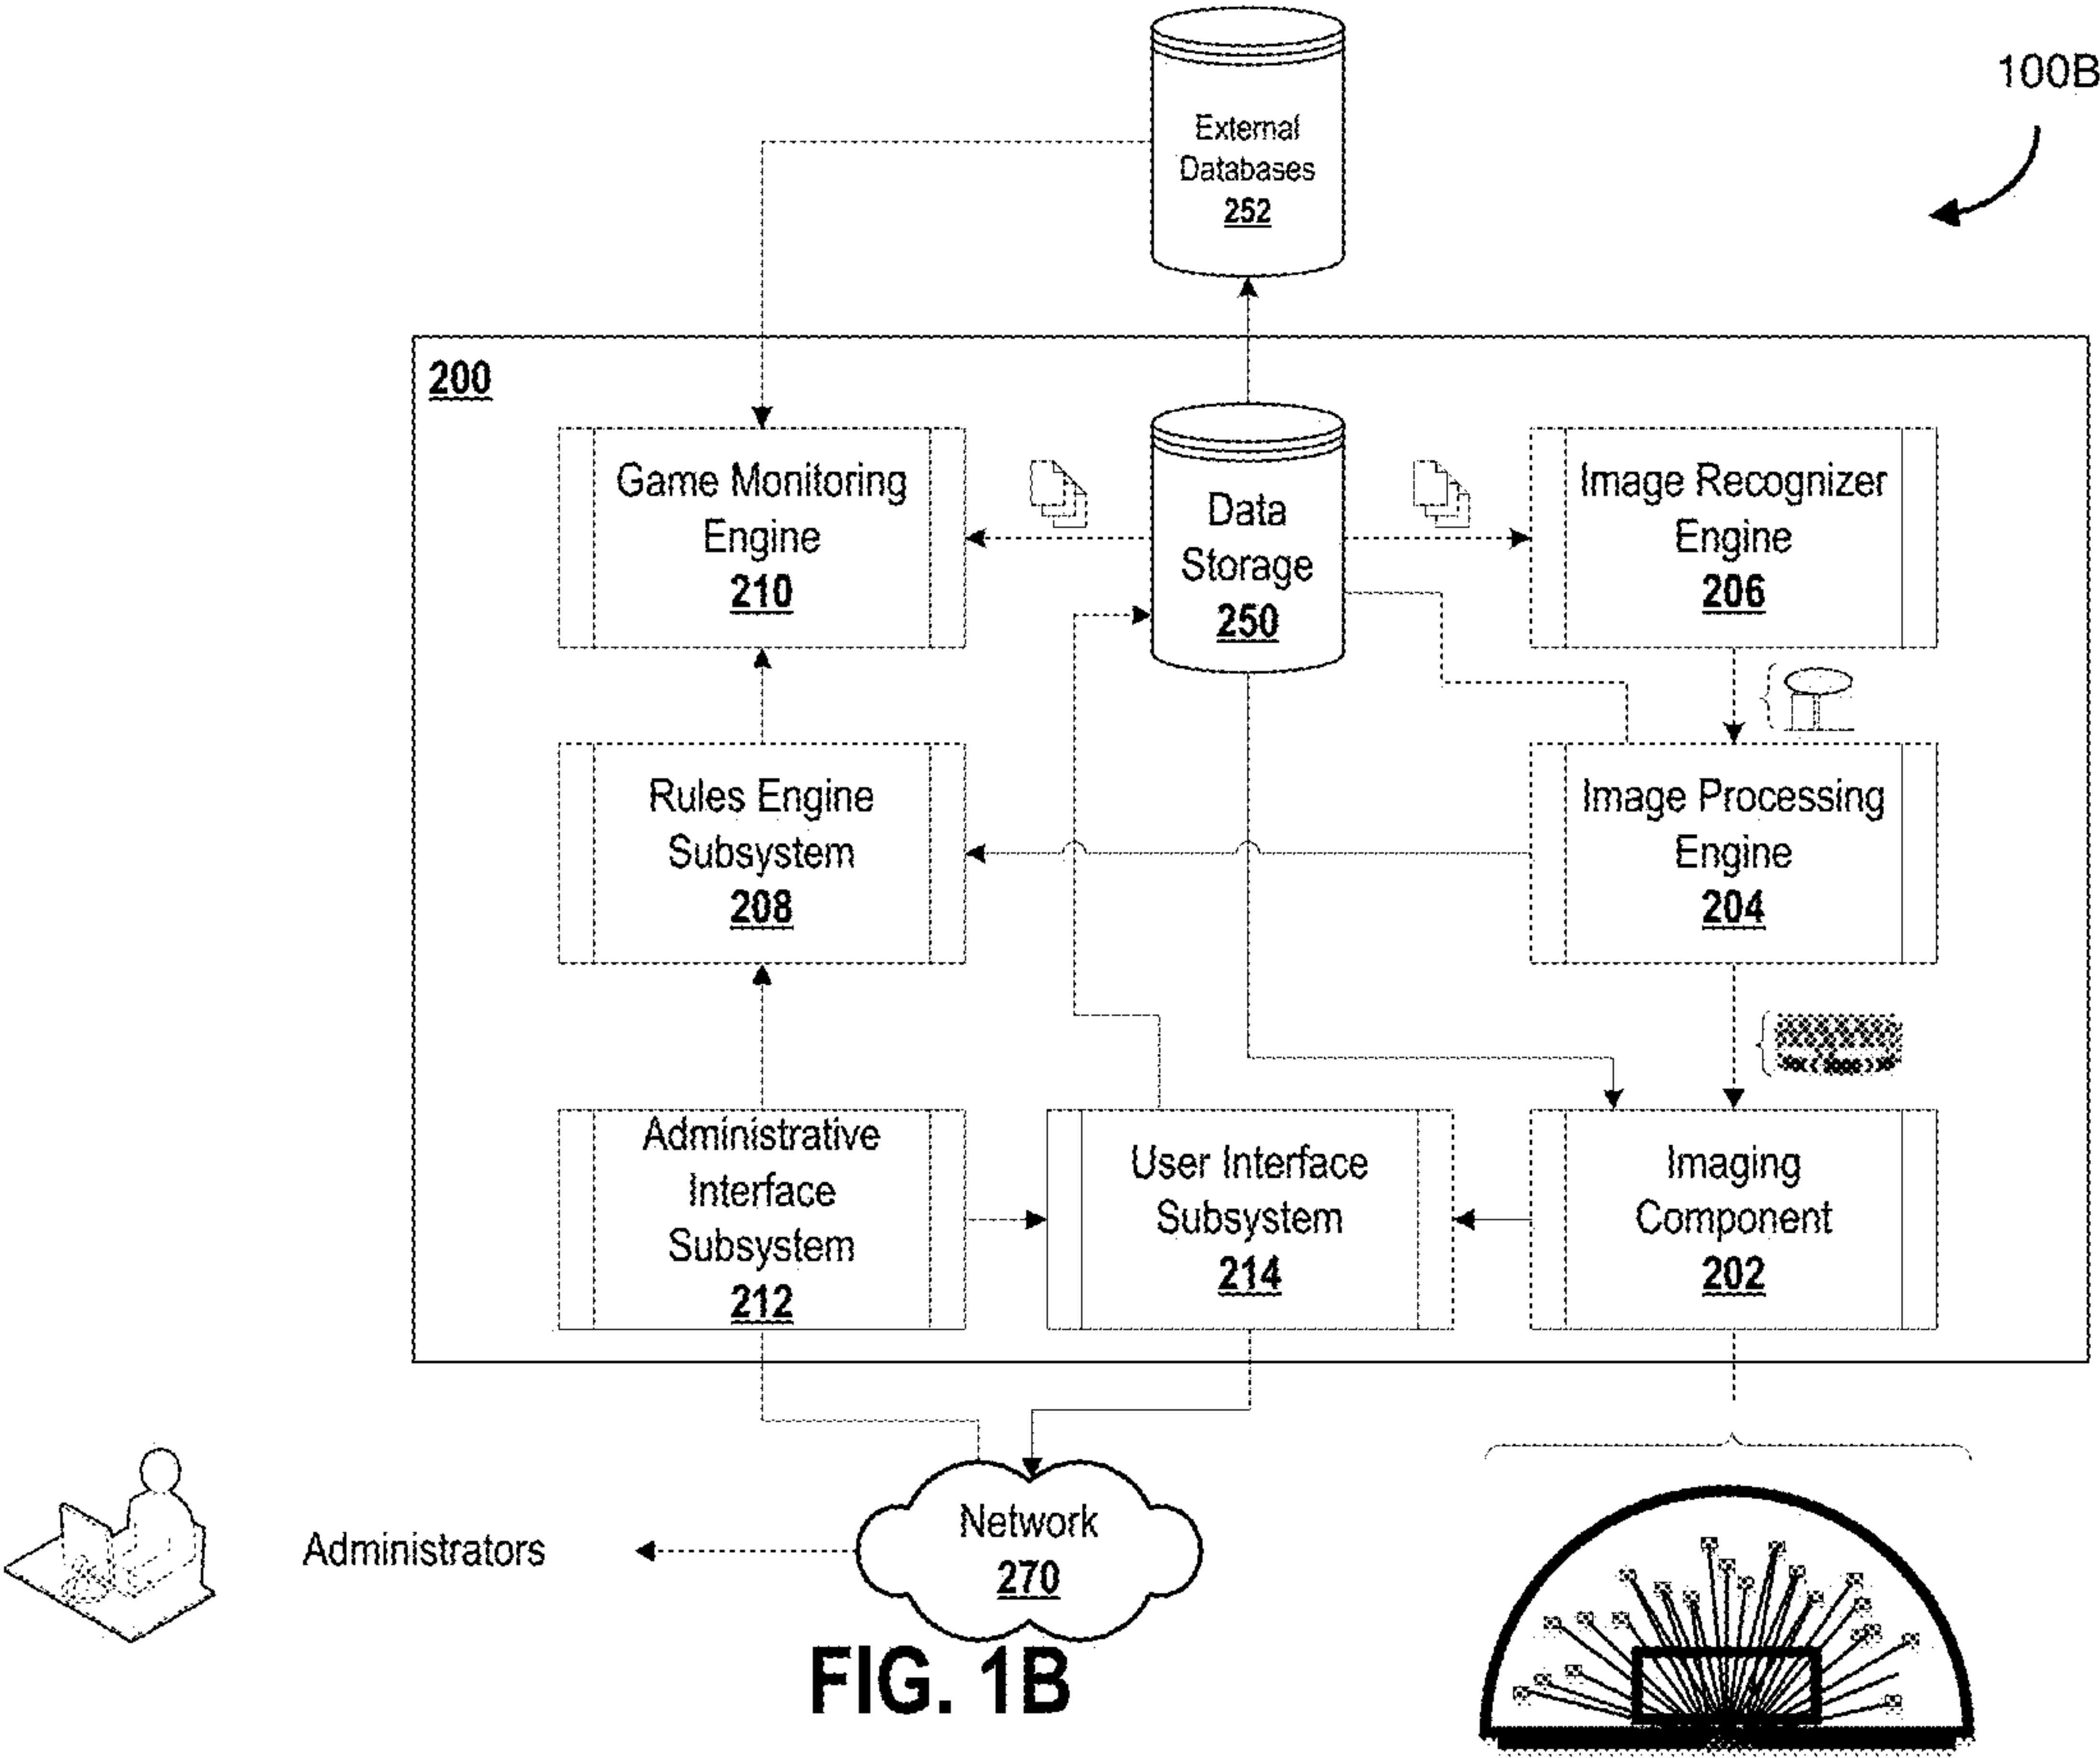 100B
External
Databases
252
200
Game Monitoring
Engine
210
Data
Storage
250
Image Recognizer
Engine
206
Rules Engine
Subsystem
208
Image Processing
Engine
204
Administrative
Interface
Subsystem
212
User Interface
Subsystem
214
Imaging
Component
202
Administrators
Network
270
FIG. 1B